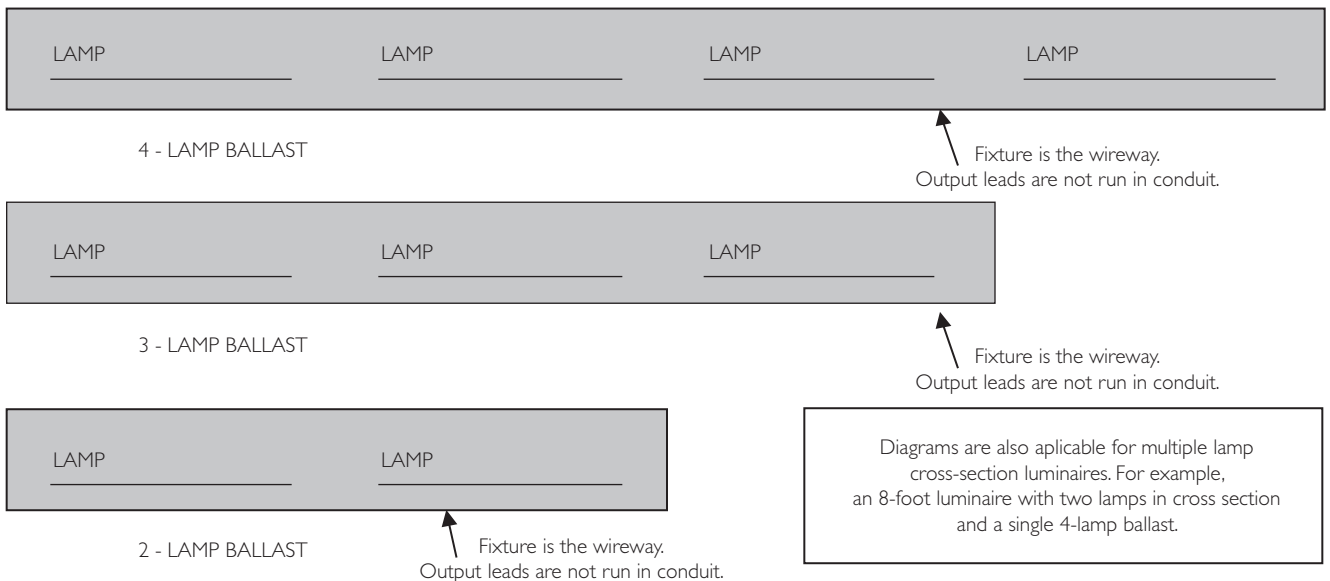 LAMP LAMP LAMP LAMP
4 - LAMP BALLAST
Fixture is the wireway.
Output leads are not run in conduit.
LAMP LAMP LAMP
3 - LAMP BALLAST
Fixture is the wireway.
Output leads are not run in conduit.
LAMP LAMP
2 - LAMP BALLAST
Fixture is the wireway.
Output leads are not run in conduit.
Diagrams are also aplicable for multiple lamp
cross-section luminaires. For example,
an 8-foot luminaire with two lamps in cross section
and a single 4-lamp ballast.